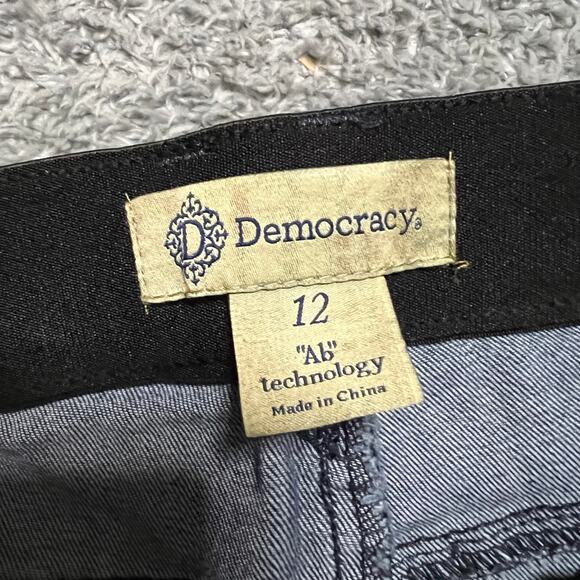 D Democracy®
12
"Ab"
technology
Made in China